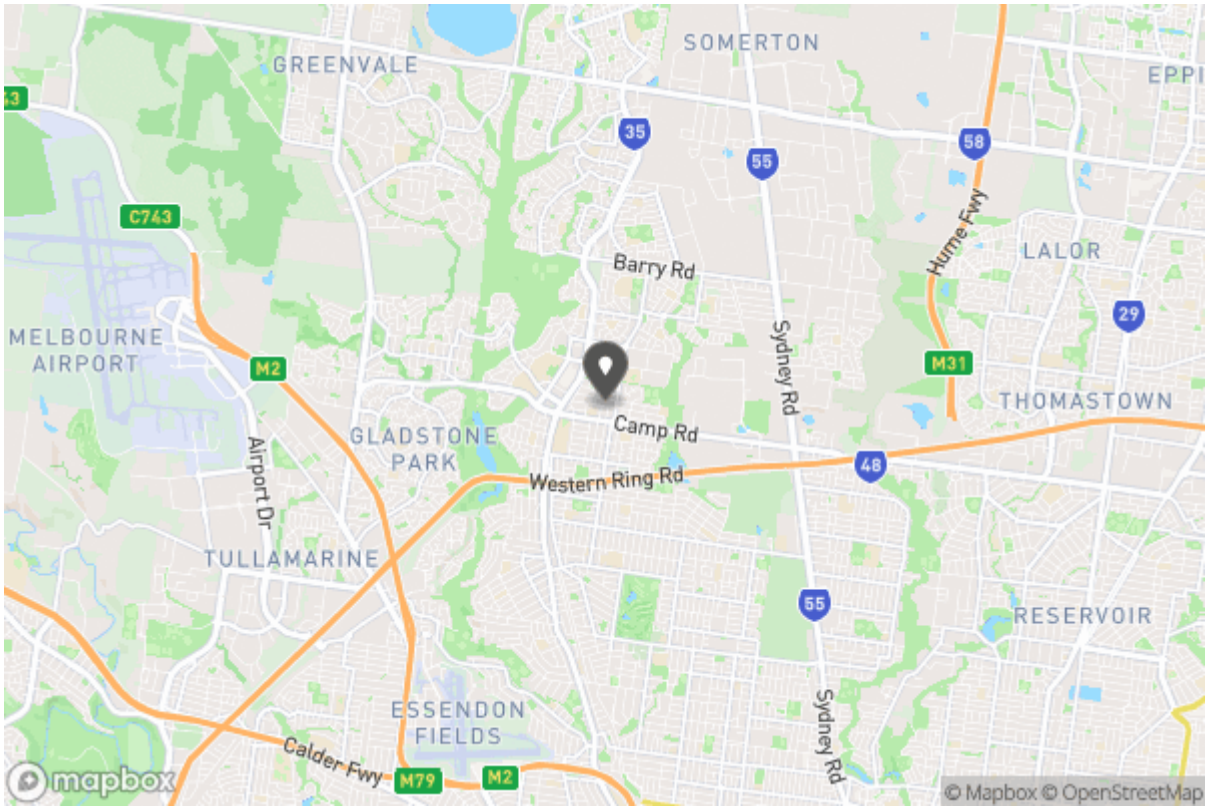 SOMERTON
GREENVALE
EPPI
43
35
58
55
C743
Hume Fwy
LALOR
Barry Rd
29
MELBOURNE
AIRPORT
Sydney Rd
M2
M31
THOMASTOWN
Camp Rd
GLADSTONE
PARK
48
Airport Dr
Western Ring Rd
TULLAMARINE
55
RESERVOIR
ESSENDON
FIELDS
Sydney Rd
Calder Fwy
M79
M2
mapbox
© Mapbox © OpenStreetMap